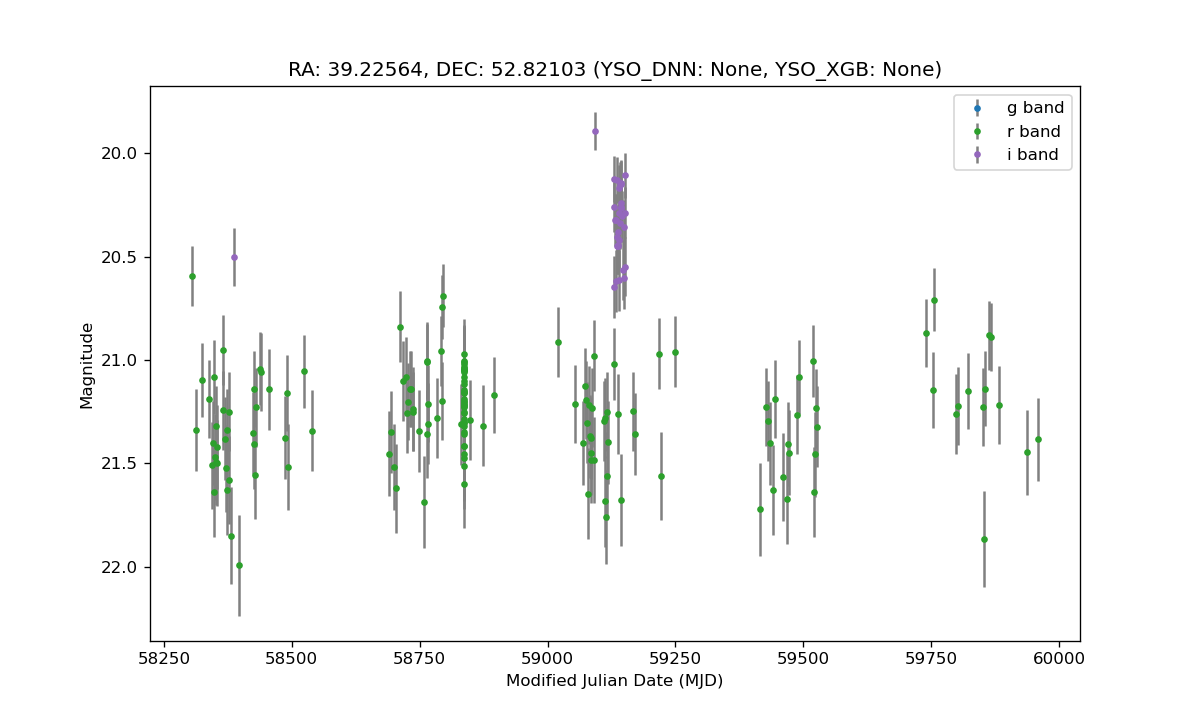 RA: 39.22564, DEC: 52.82103 (YSO_DNN: None, YSO_XGB: None)
g band
r band
i band
20.0
20.5
21.0
21.5
22.0
Magnitude
58250 58500 58750 59000 59250 59500 59750 60000
Modified Julian Date (MJD)